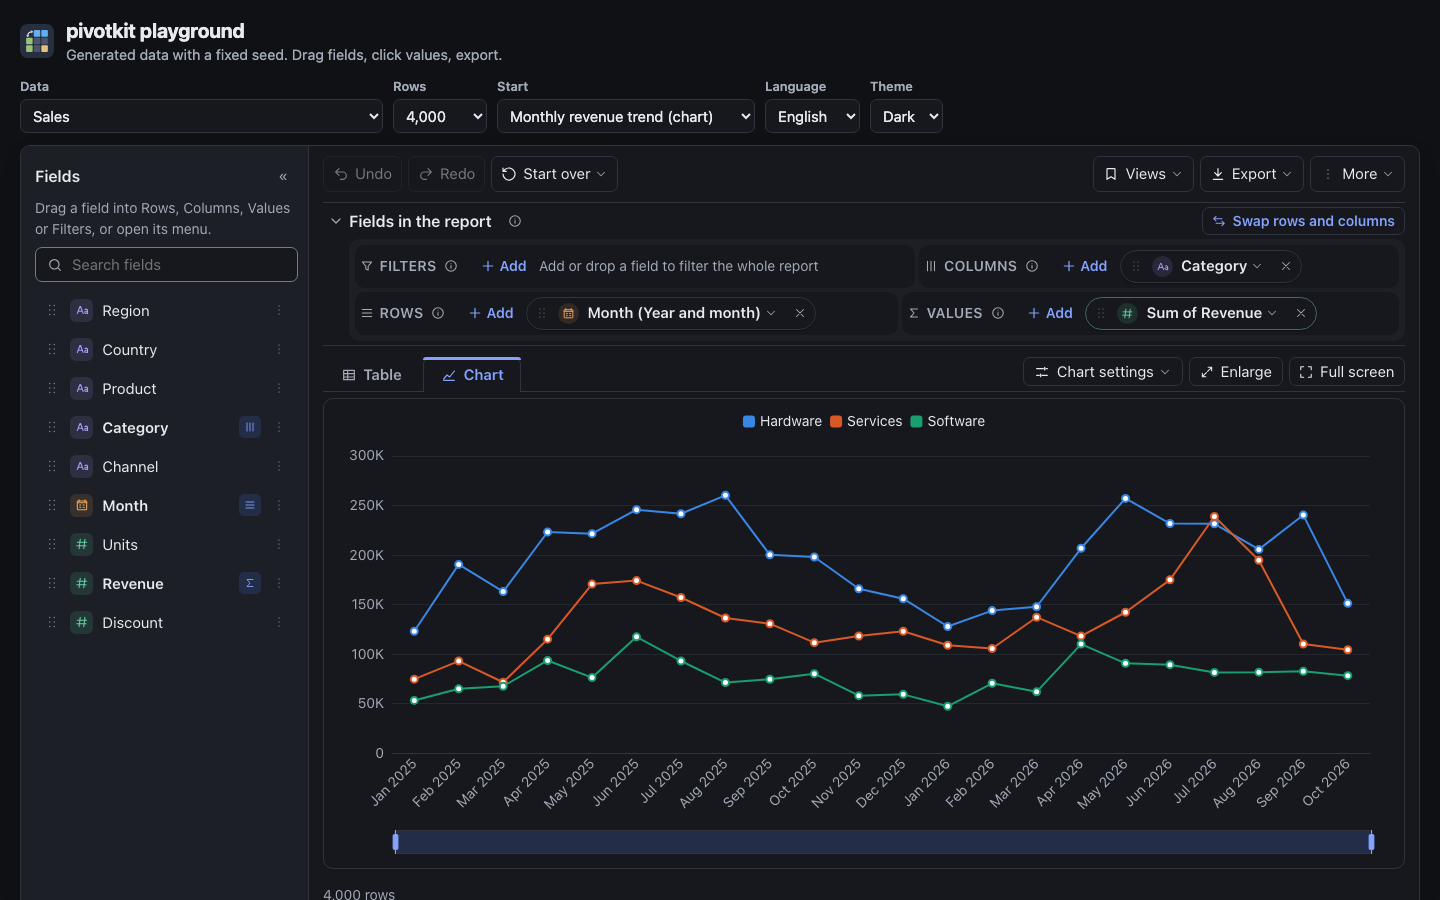 pivotkit playground
Generated data with a fixed seed. Drag fields, click values, export.
Data
Rows
Start
Language
Theme
Sales
4,000
Monthly revenue trend (chart)
English
Dark
Fields
«
Drag a field into Rows, Columns, Values
or Filters, or open its menu.
Search fields
Aa Region
Aa Country
Aa Product
Aa Category
Aa Channel
Month
# Units
# Revenue Σ
# Discount
Undo
Redo
Start over
Views
Export
More
Fields in the report
Swap rows and columns
FILTERS
+ Add
Add or drop a field to filter the whole report
COLUMNS
+ Add
Aa Category
ROWS
+ Add
Month (Year and month)
Σ VALUES
+ Add
# Sum of Revenue
Table
Chart
Chart settings
Enlarge
Full screen
Hardware Services Software
300K
250K
200K
150K
100K
50K
0
Jan 2025
Feb 2025
Mar 2025
Apr 2025
May 2025
Jun 2025
Jul 2025
Aug 2025
Sep 2025
Oct 2025
Nov 2025
Dec 2025
Jan 2026
Feb 2026
Mar 2026
Apr 2026
May 2026
Jun 2026
Jul 2026
Aug 2026
Sep 2026
Oct 2026
4,000 rows